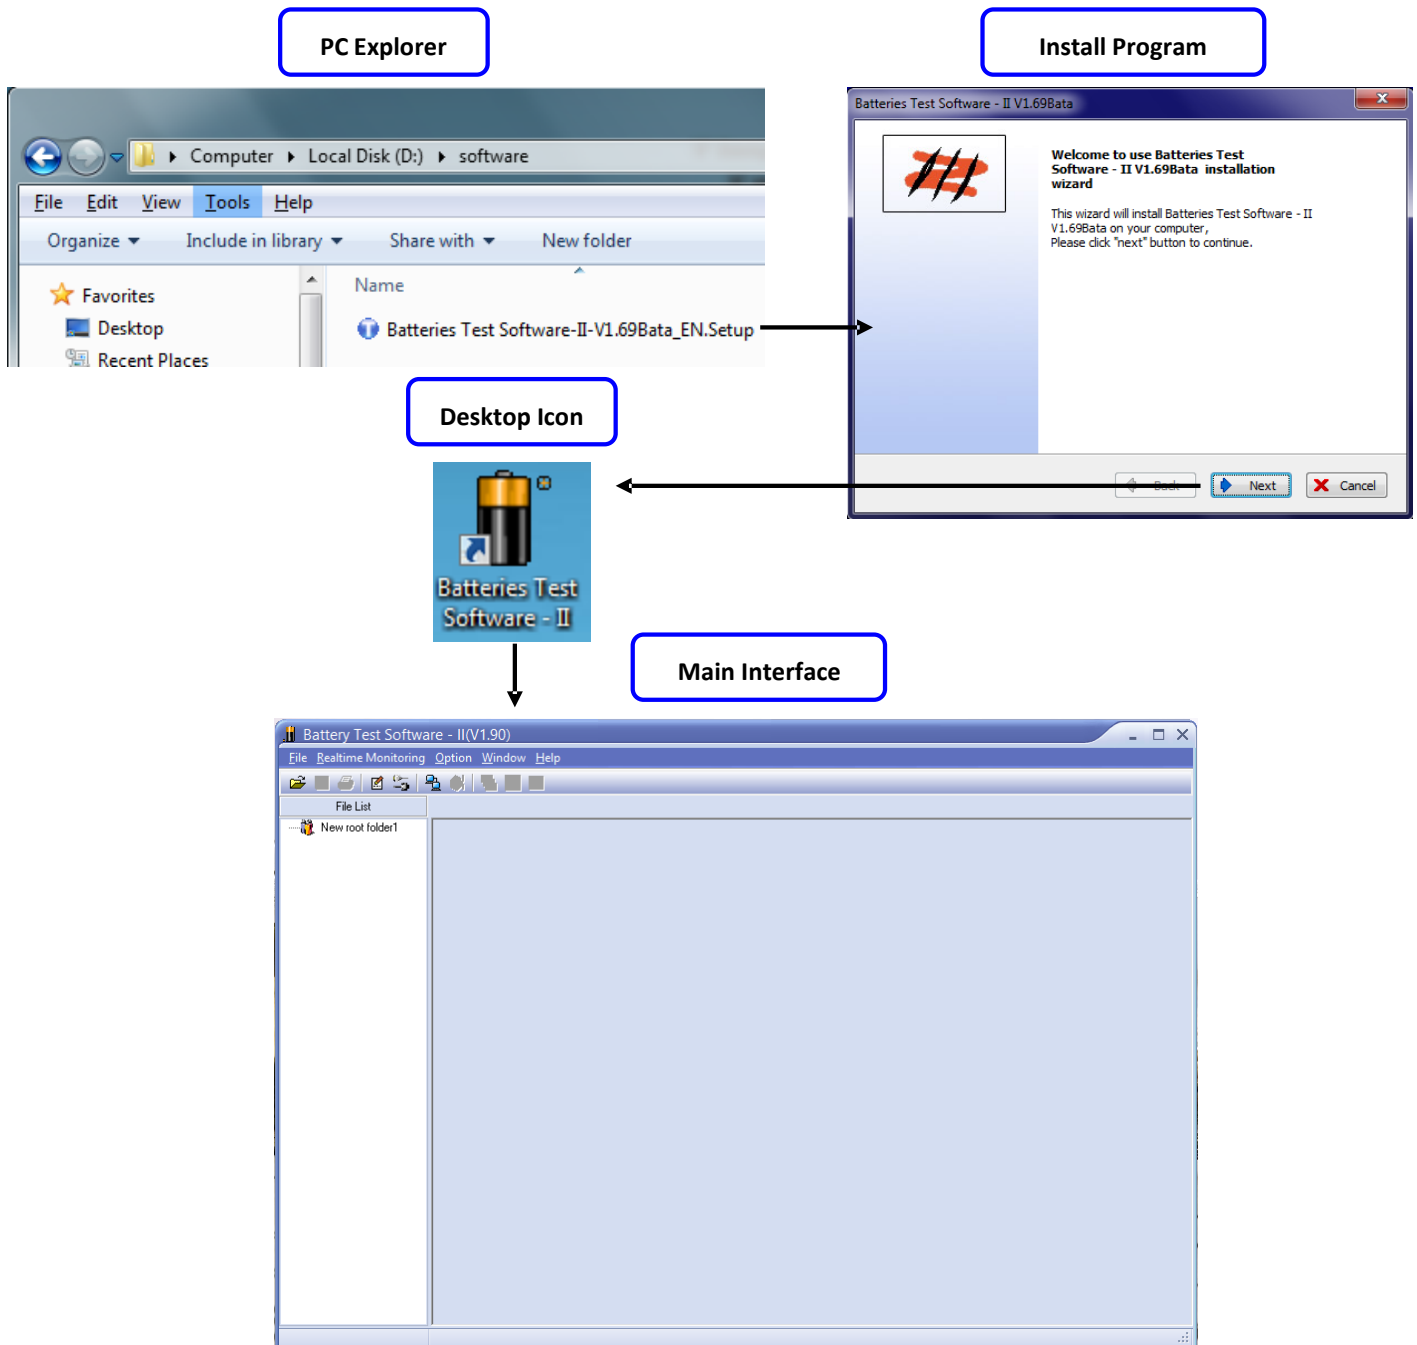 PC Explorer
Install Program
Computer Local Disk (D:) software
File Edit View Tools Help
Organize Include in library Share with New folder
Favorites
Desktop
Recent Places
Name
Batteries Test Software-II-V1.69Bata_EN.Setup
Batteries Test Software - II V1.69Bata
Welcome to use Batteries Test
Software - II V1.69Bata installation
wizard
This wizard will install Batteries Test Software - II
V1.69Bata on your computer,
Please click "next" button to continue.
Back Next Cancel
Desktop Icon
Batteries Test
Software - II
Main Interface
Battery Test Software - II(V1.90)
File Realtime Monitoring Option Window Help
File List
New root folder1